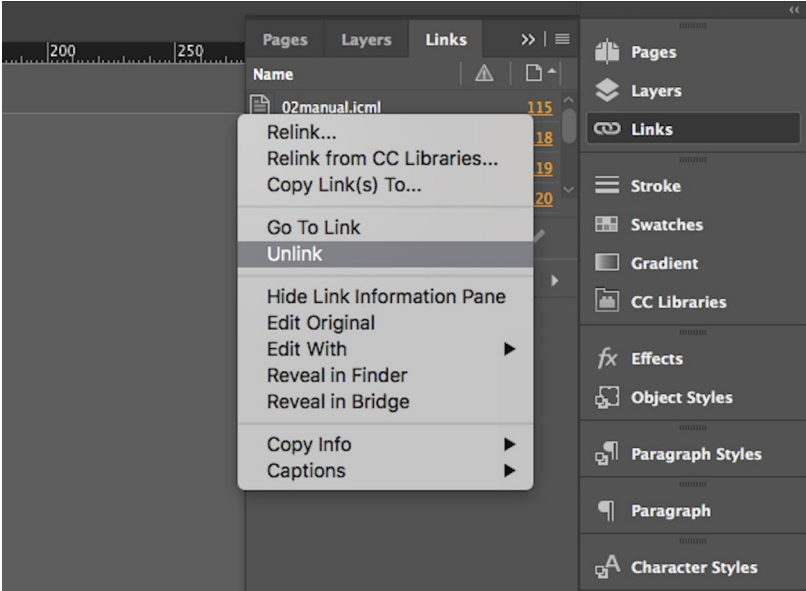 200
250
Pages Layers Links
Name
02manual.icml 115
18
19
20
Relink...
Relink from CC Libraries...
Copy Link(s) To...
Go To Link
Unlink
Hide Link Information Pane
Edit Original
Edit With
Reveal in Finder
Reveal in Bridge
Copy Info
Captions
Pages
Layers
Links
Stroke
Swatches
Gradient
CC Libraries
fx Effects
Object Styles
Paragraph Styles
Paragraph
Character Styles